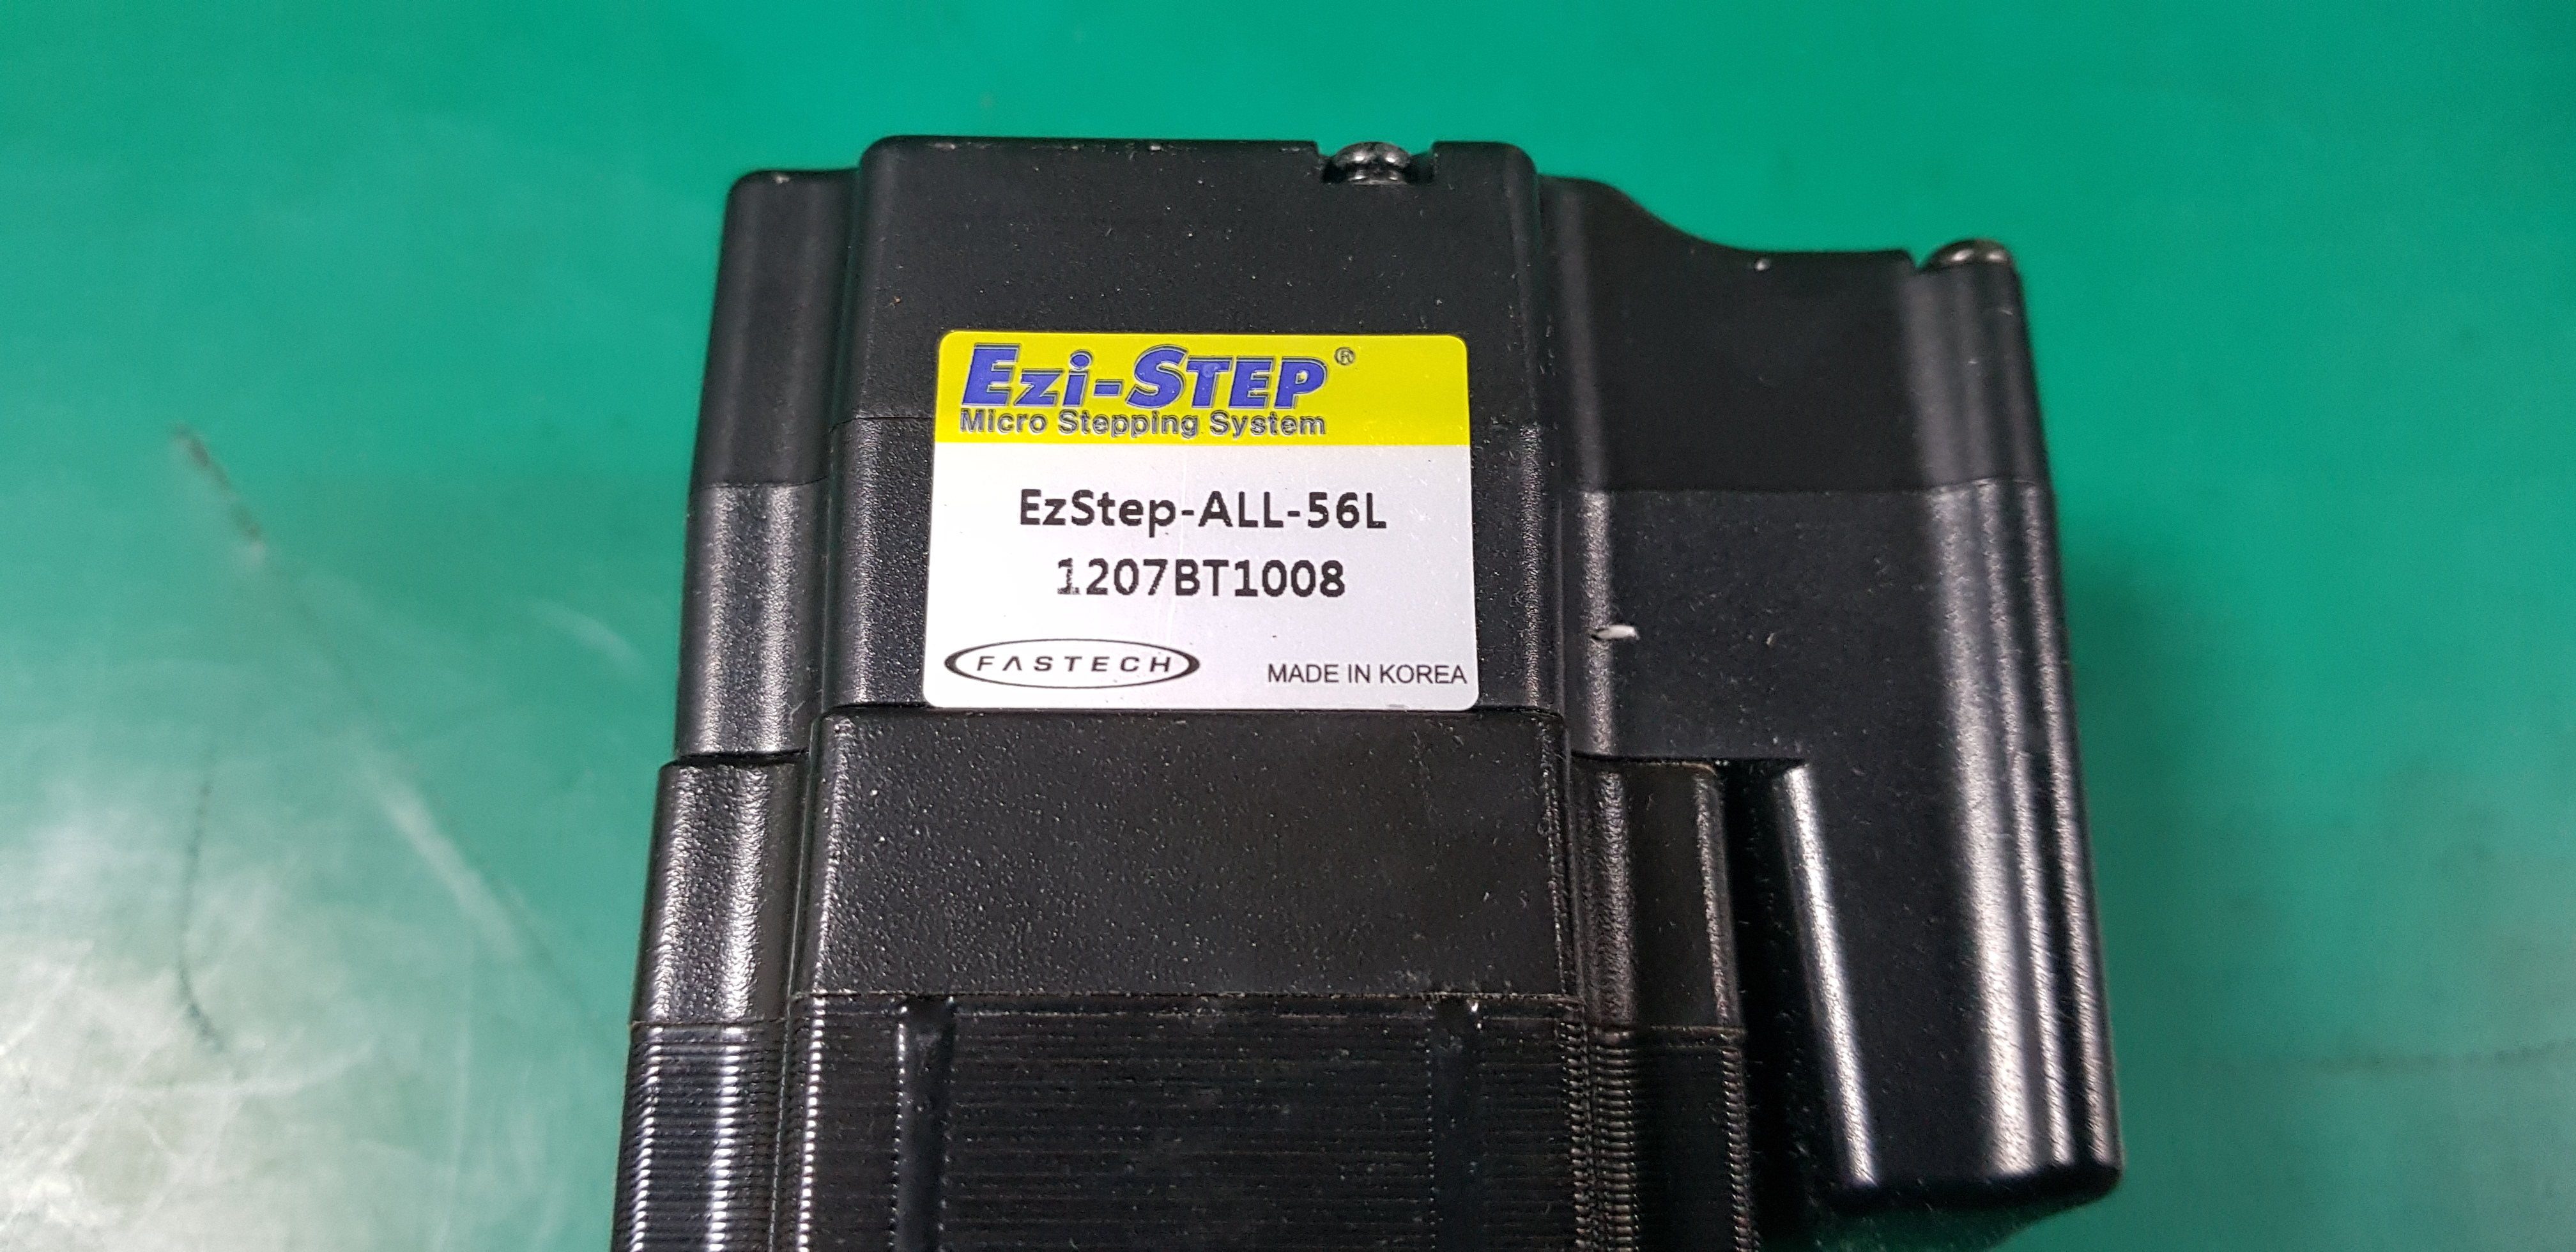 Ezi-STEP®
Micro Stepping System
EzStep-ALL-56L
1207BT1008
FASTECH
MADE IN KOREA